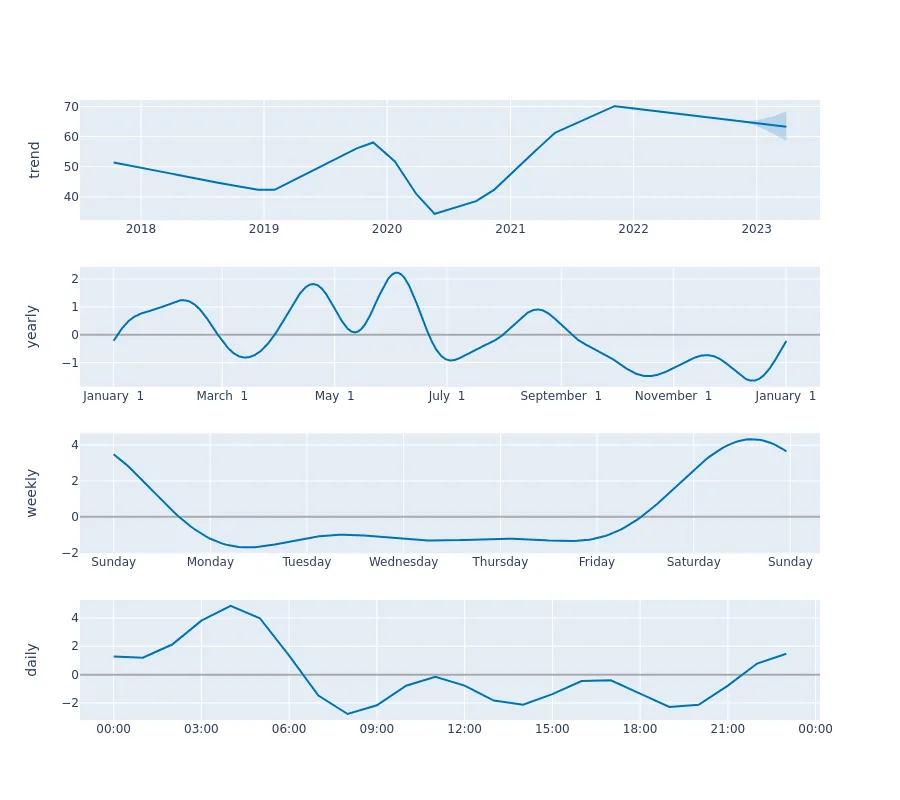 trend
70
60
50
40
2018 2019 2020 2021 2022 2023
yearly
2
1
0
−1
January 1 March 1 May 1 July 1 September 1 November 1 January 1
weekly
4
2
0
−2
Sunday Monday Tuesday Wednesday Thursday Friday Saturday Sunday
daily
4
2
0
−2
00:00 03:00 06:00 09:00 12:00 15:00 18:00 21:00 00:00